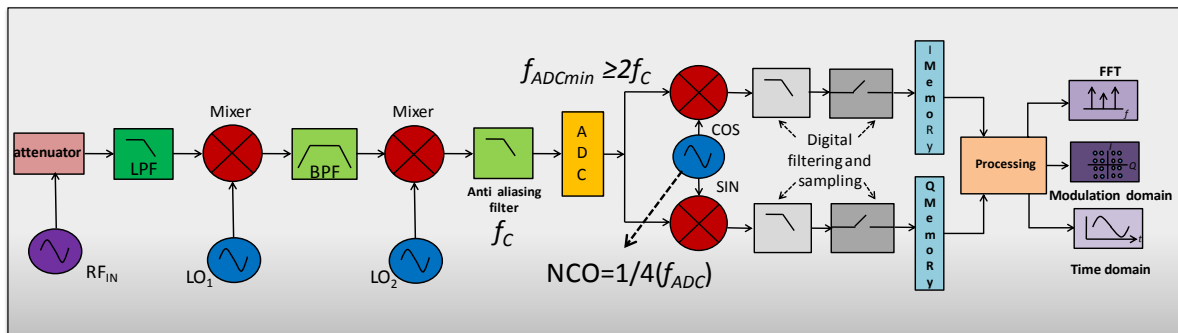 attenuator
RF_IN
LPF
Mixer
LO_1
BPF
Mixer
LO_2
Anti aliasing
filter
f_C
A
D
C
f_ADCmin ≥2f_C
COS
SIN
NCO=1/4(f_ADC)
Digital
filtering and
sampling
I
M
e
m
o
R
y
Q
M
e
m
o
R
y
Processing
FFT
f
I
Q
Modulation domain
t
Time domain